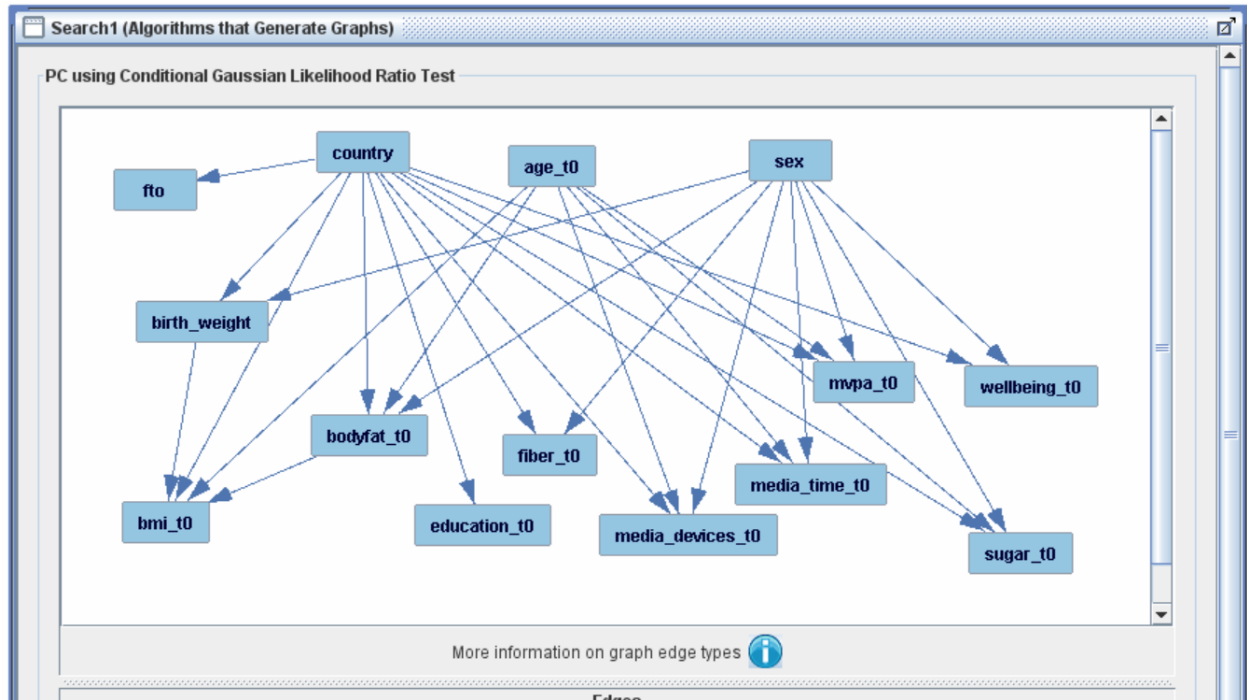 Search1 (Algorithms that Generate Graphs)
PC using Conditional Gaussian Likelihood Ratio Test
country
age_t0
sex
fto
birth_weight
mvpa_t0
wellbeing_t0
bodyfat_t0
fiber_t0
media_time_t0
bmi_t0
education_t0
media_devices_t0
sugar_t0
More information on graph edge types
Edges